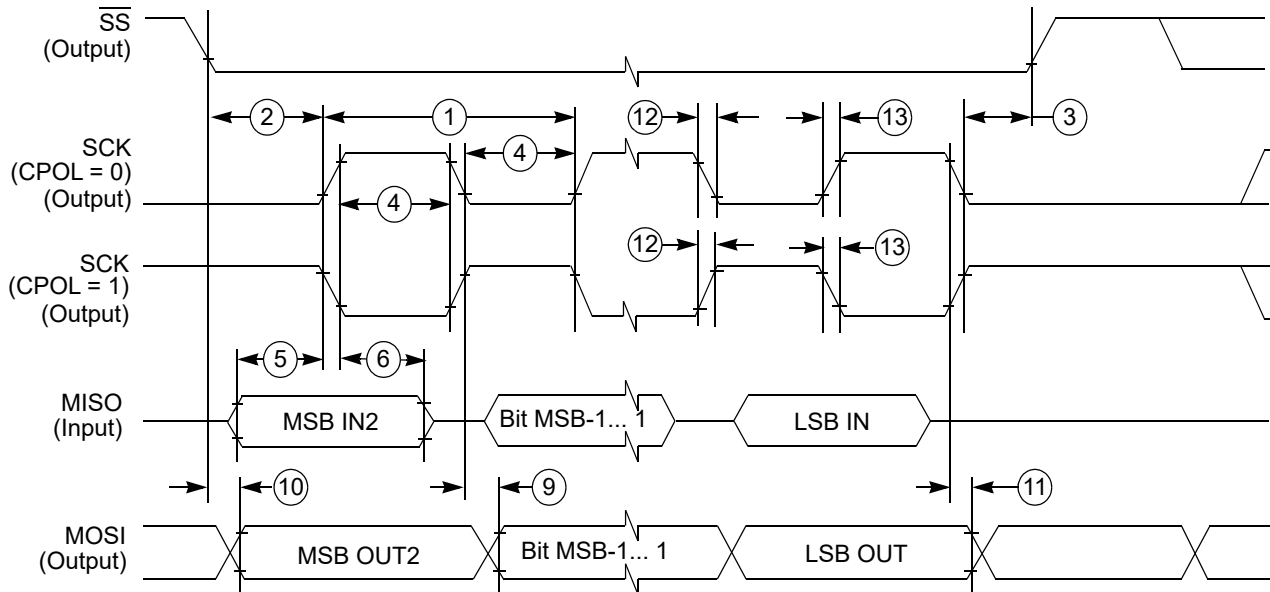 SS
(Output)
2
1
12
13
3
SCK
(CPOL = 0)
(Output)
4
4
12
13
SCK
(CPOL = 1)
(Output)
5
6
MISO
(Input)
MSB IN2
Bit MSB-1... 1
LSB IN
10
9
11
MOSI
(Output)
MSB OUT2
Bit MSB-1... 1
LSB OUT